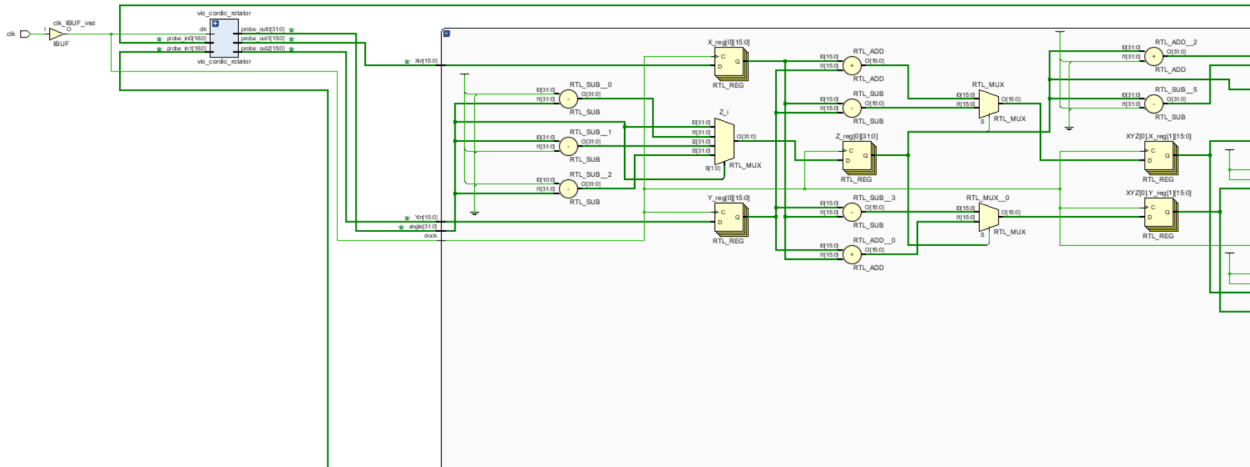 clk
clk_IBUF_inst
I
O
IBUF
vio_cordic_rotator
clk
probe_in0[16:0]
probe_in1[16:0]
probe_out0[31:0]
probe_out1[15:0]
probe_out2[15:0]
vio_cordic_rotator
Xin[15:0]
Yin[15:0]
angle[31:0]
clock
I0[31:0]
I1[31:0]
RTL_SUB__0
O[31:0]
RTL_SUB
I0[31:0]
I1[31:0]
RTL_SUB__1
O[31:0]
RTL_SUB
I0[10:0]
I1[31:0]
RTL_SUB__2
O[31:0]
RTL_SUB
Z_i
I0[31:0]
I1[31:0]
I2[31:0]
I3[31:0]
S[1:0]
O[31:0]
RTL_MUX
X_reg[0][15:0]
C
D
Q
RTL_REG
Y_reg[0][15:0]
C
D
Q
RTL_REG
RTL_ADD
I0[15:0]
I1[15:0]
O[16:0]
RTL_ADD
RTL_SUB
I0[15:0]
I1[15:0]
O[16:0]
RTL_SUB
Z_reg[0][31:0]
C
D
Q
RTL_REG
RTL_SUB__3
I0[15:0]
I1[15:0]
O[16:0]
RTL_SUB
RTL_ADD__0
I0[15:0]
I1[15:0]
O[16:0]
RTL_ADD
RTL_MUX
I0[15:0]
I1[15:0]
S
O[16:0]
RTL_MUX
RTL_MUX__0
I0[15:0]
I1[15:0]
S
O[16:0]
RTL_MUX
RTL_ADD__2
I0[31:0]
I1[31:0]
O[31:0]
RTL_ADD
RTL_SUB__5
I0[31:0]
I1[31:0]
O[31:0]
RTL_SUB
XYZ[0].X_reg[1][15:0]
C
D
Q
RTL_REG
XYZ[0].Y_reg[1][15:0]
C
D
Q
RTL_REG